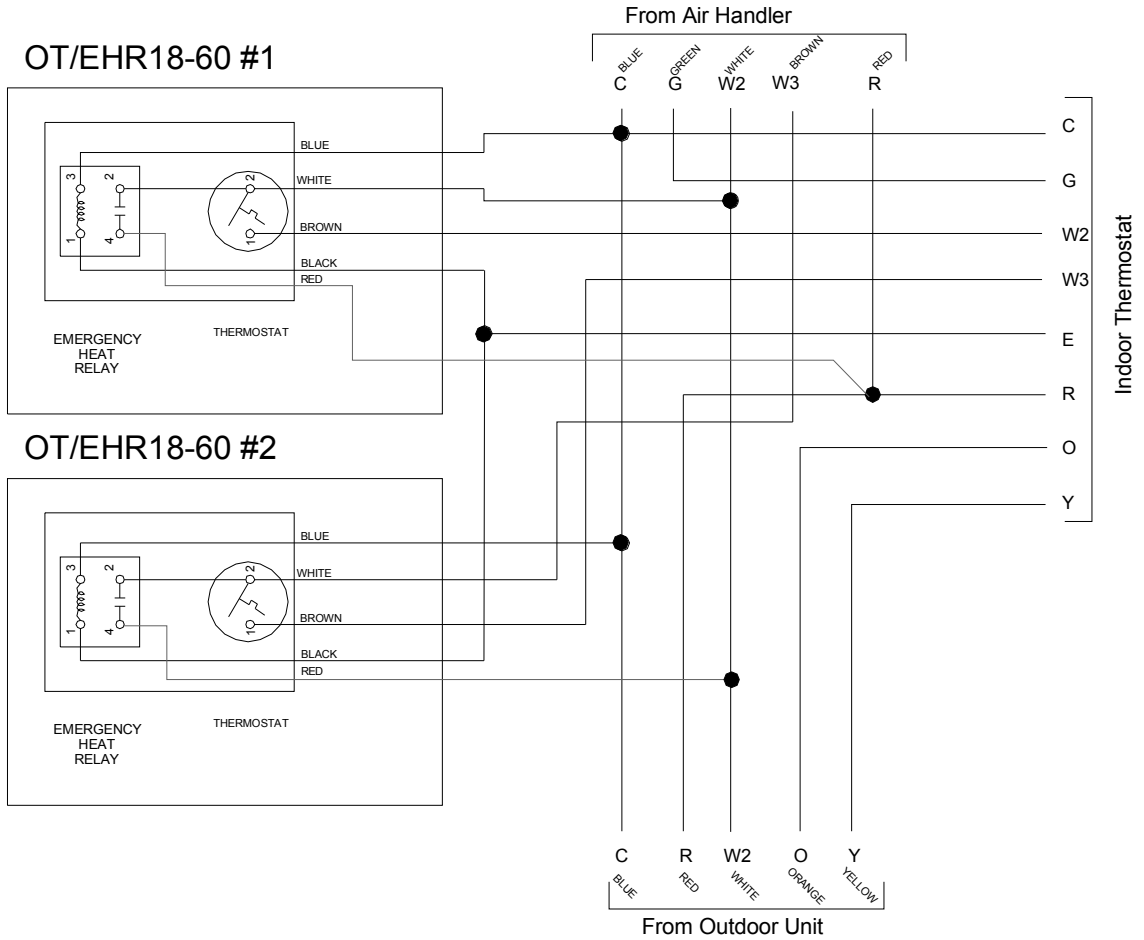 From Air Handler
BLUE GREEN WHITE BROWN RED
C G W2 W3 R
OT/EHR18-60 #1
BLUE
3 2 2
WHITE
1 4 1
BROWN
BLACK
RED
EMERGENCY
HEAT
RELAY
THERMOSTAT
C
G
W2
W3
E
R
O
Y
Indoor Thermostat
OT/EHR18-60 #2
BLUE
3 2 2
WHITE
1 4 1
BROWN
BLACK
RED
EMERGENCY
HEAT
RELAY
THERMOSTAT
C R W2 O Y
BLUE RED WHITE ORANGE YELLOW
From Outdoor Unit